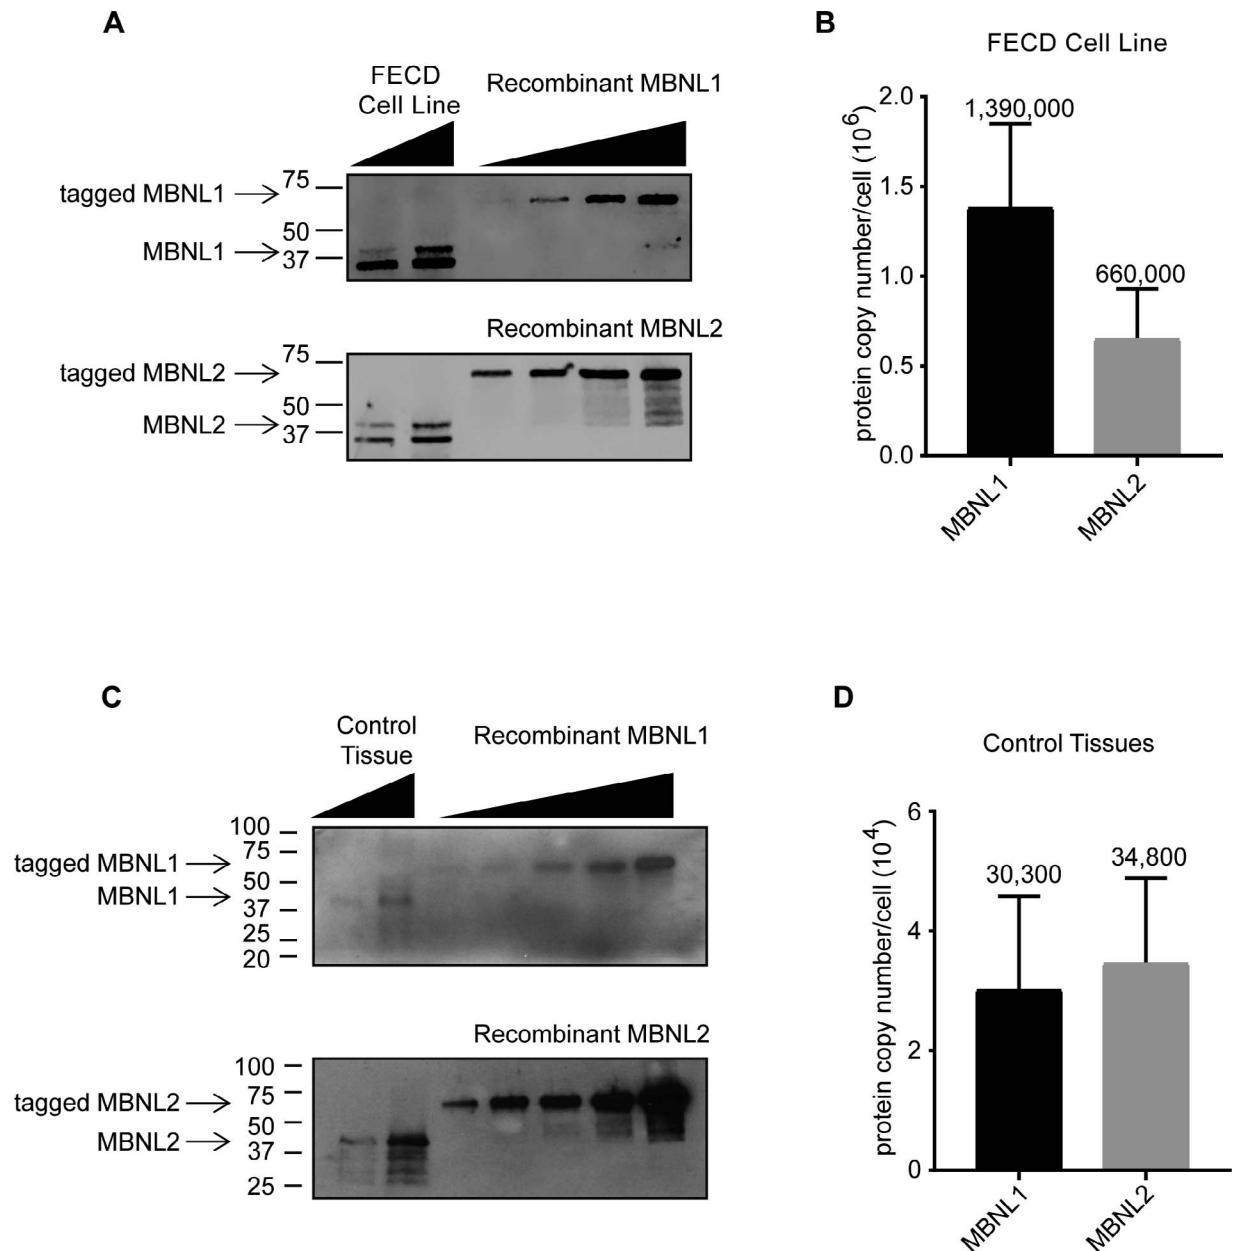 A
FECD
Cell Line
Recombinant MBNL1
tagged MBNL1
75
50
MBNL1
37
Recombinant MBNL2
75
tagged MBNL2
50
MBNL2
37
B
FECD Cell Line
protein copy number/cell (10^6)
2.0
1.5
1.0
0.5
0.0
1,390,000
660,000
MBNL1
MBNL2
C
Control
Tissue
Recombinant MBNL1
100
75
tagged MBNL1
50
MBNL1
37
25
20
Recombinant MBNL2
100
75
tagged MBNL2
50
MBNL2
37
25
D
Control Tissues
protein copy number/cell (10^4)
6
4
2
0
30,300
34,800
MBNL1
MBNL2